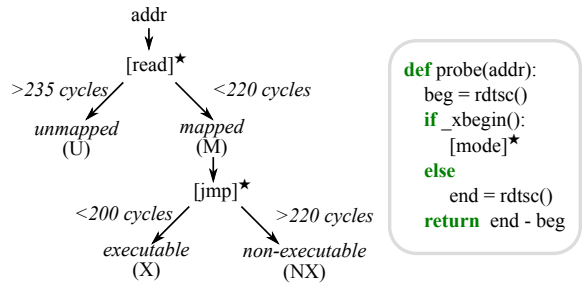 addr
[read]★
>235 cycles <220 cycles
unmapped mapped
(U) (M)
[jmp]★
<200 cycles >220 cycles
executable non-executable
(X) (NX)
def probe(addr):
beg = rdtsc()
if _xbegin():
[mode]★
else
end = rdtsc()
return end - beg